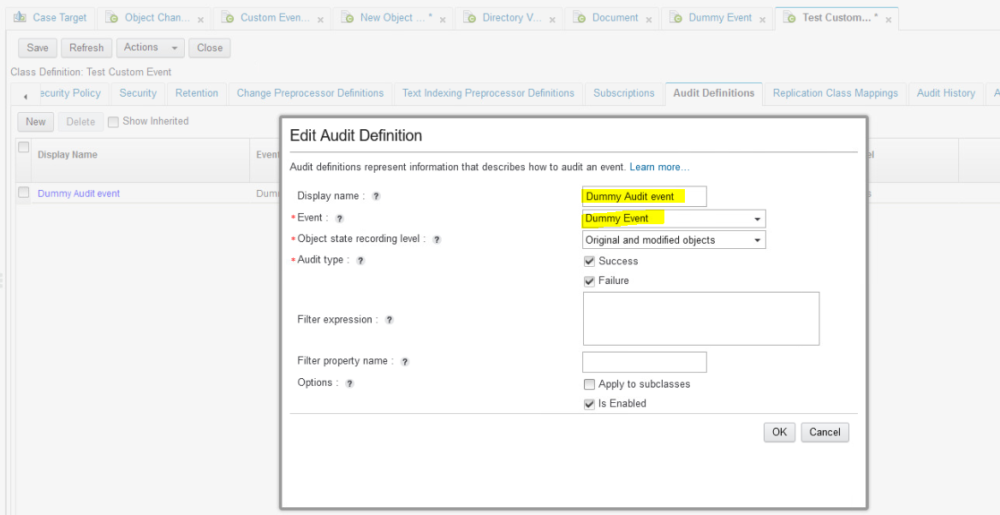 Case Target Object Chan... Custom Even... New Object ... * Directory V... Document Dummy Event Test Custom... *
Save Refresh Actions Close
Class Definition: Test Custom Event
ecurity Policy Security Retention Change Preprocessor Definitions Text Indexing Preprocessor Definitions Subscriptions Audit Definitions Replication Class Mappings Audit History A
New Delete Show Inherited
Display Name Event el
Dummy Audit event Dum s
Edit Audit Definition
Audit definitions represent information that describes how to audit an event. Learn more...
Display name : ? Dummy Audit event
* Event : ? Dummy Event
* Object state recording level : ? Original and modified objects
* Audit type : ? Success
Failure
Filter expression : ?
Filter property name : ?
Options : ? Apply to subclasses
Is Enabled
OK Cancel